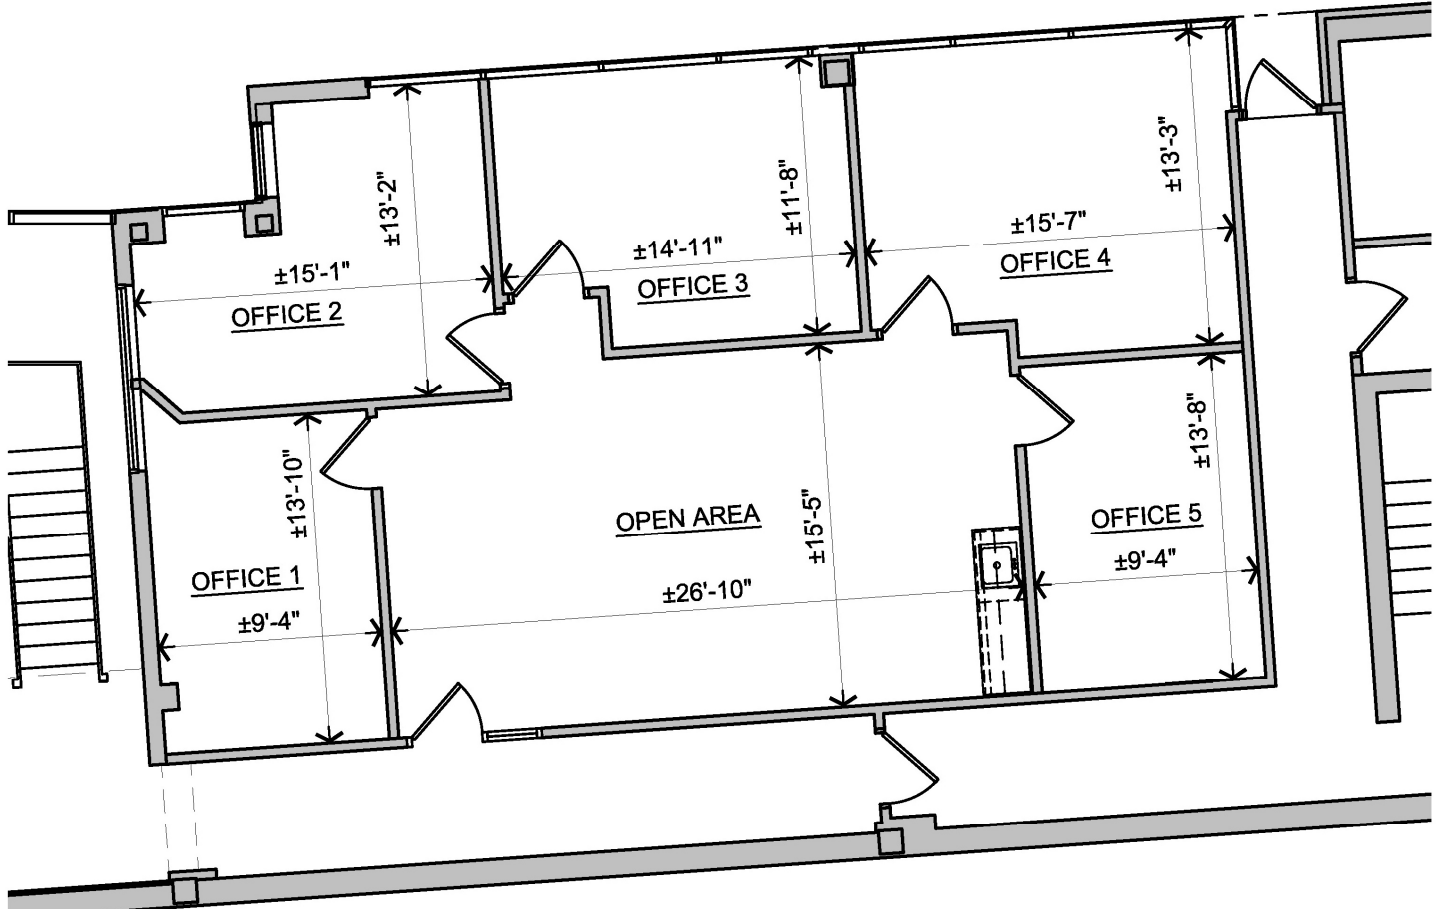 ±13'-2"
±15'-1"
OFFICE 2
±11'-8"
±14'-11"
OFFICE 3
±13'-3"
±15'-7"
OFFICE 4
±13'-10"
OFFICE 1
±9'-4"
OPEN AREA
±15'-5"
±26'-10"
±13'-8"
OFFICE 5
±9'-4"